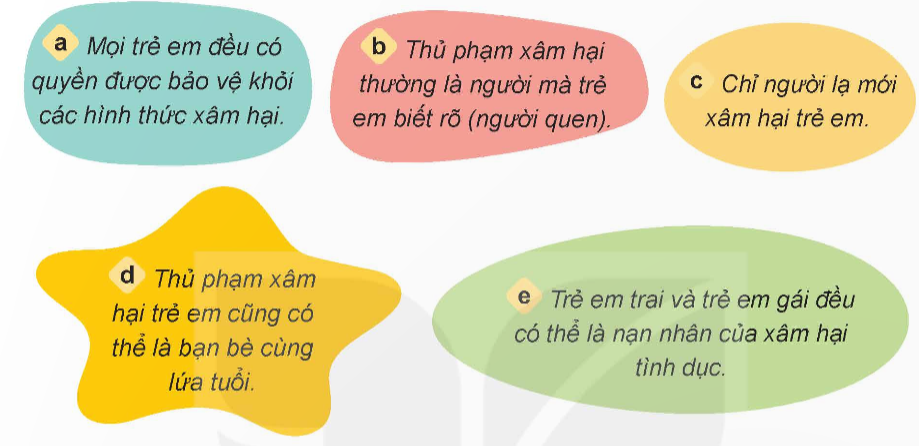 a Mọi trẻ em đều có
quyền được bảo vệ khỏi
các hình thức xâm hại.
b Thủ phạm xâm hại
thường là người mà trẻ
em biết rõ (người quen).
c Chỉ người lạ mới
xâm hại trẻ em.
d Thủ phạm xâm
hại trẻ em cũng có
thể là bạn bè cùng
lứa tuổi.
e Trẻ em trai và trẻ em gái đều
có thể là nạn nhân của xâm hại
tình dục.